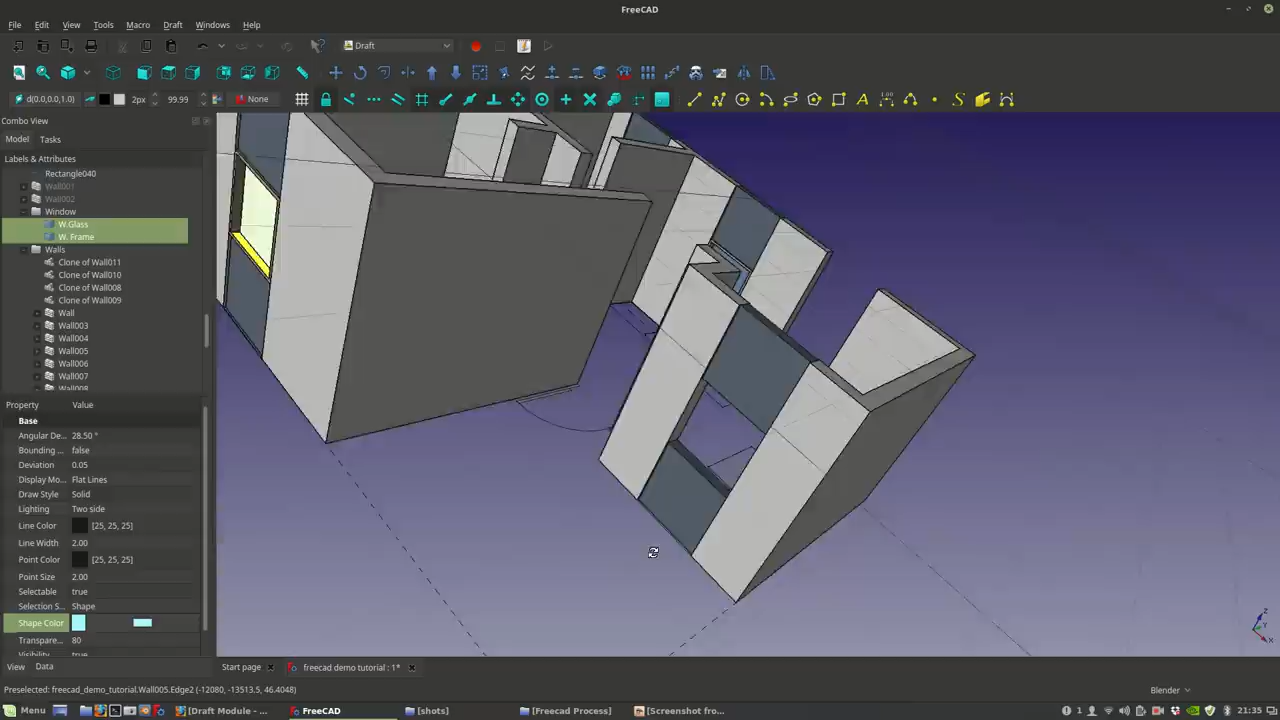 FreeCAD
File Edit View Tools Macro Draft Windows Help
Draft
d(0.0,0.0,1.0) 2px 99.99 None
Combo View
Model Tasks
Labels & Attributes
Rectangle040
Wall001
Wall002
Window
W.Glass
W. Frame
Walls
Clone of Wall011
Clone of Wall010
Clone of Wall008
Clone of Wall009
Wall
Wall003
Wall004
Wall005
Wall006
Wall007
Wall008
Property Value
Base
Angular De... 28.50 °
Bounding ... false
Deviation 0.05
Display Mo... Flat Lines
Draw Style Solid
Lighting Two side
Line Color [25, 25, 25]
Line Width 2.00
Point Color [25, 25, 25]
Point Size 2.00
Selectable true
Selection S... Shape
Shape Color
Transpare... 80
Visibility true
View Data
Start page freecad demo tutorial : 1*
Preselected: freecad_demo_tutorial.Wall005.Edge2 (-12080, -13513.5, 46.4048)
Blender
Menu [Draft Module - ... FreeCAD [shots] [Freecad Process] [Screenshot fro... 1 21:35